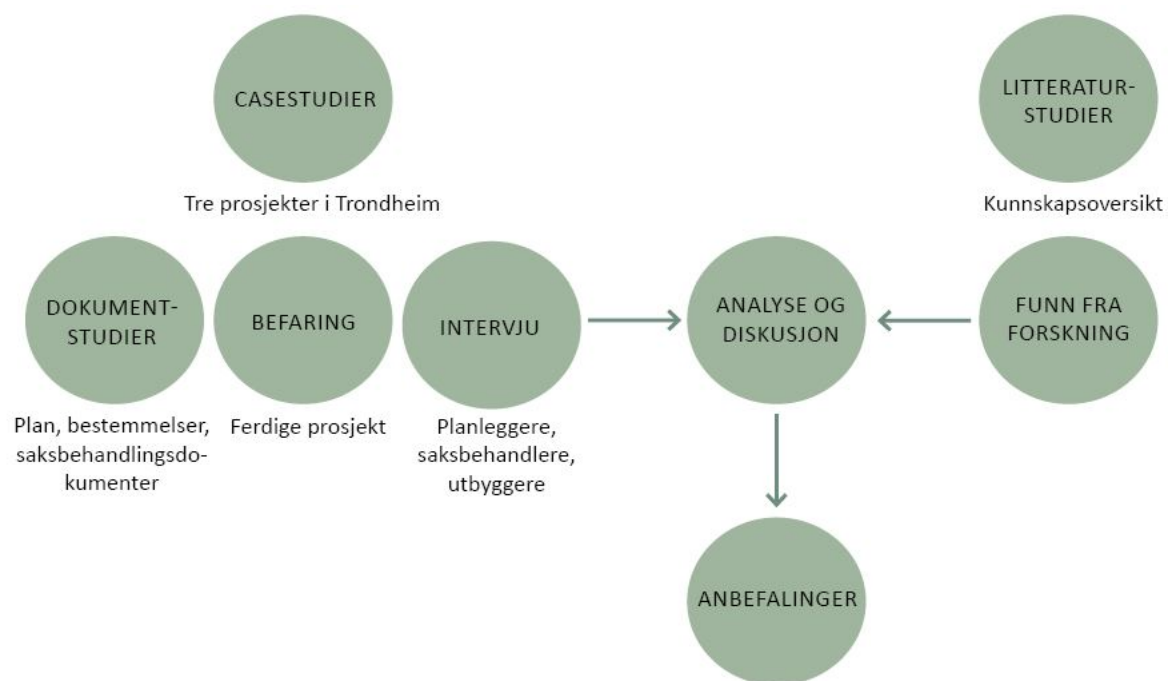 CASESTUDIER
Tre prosjekter i Trondheim
LITTERATUR-
STUDIER
Kunnskapsoversikt
DOKUMENT-
STUDIER
Plan, bestemmelser,
saksbehandlingsdo-
kumenter
BEFARING
Ferdige prosjekt
INTERVJU
Planleggere,
saksbehandlere,
utbyggere
ANALYSE OG
DISKUSJON
FUNN FRA
FORSKNING
ANBEFALINGER